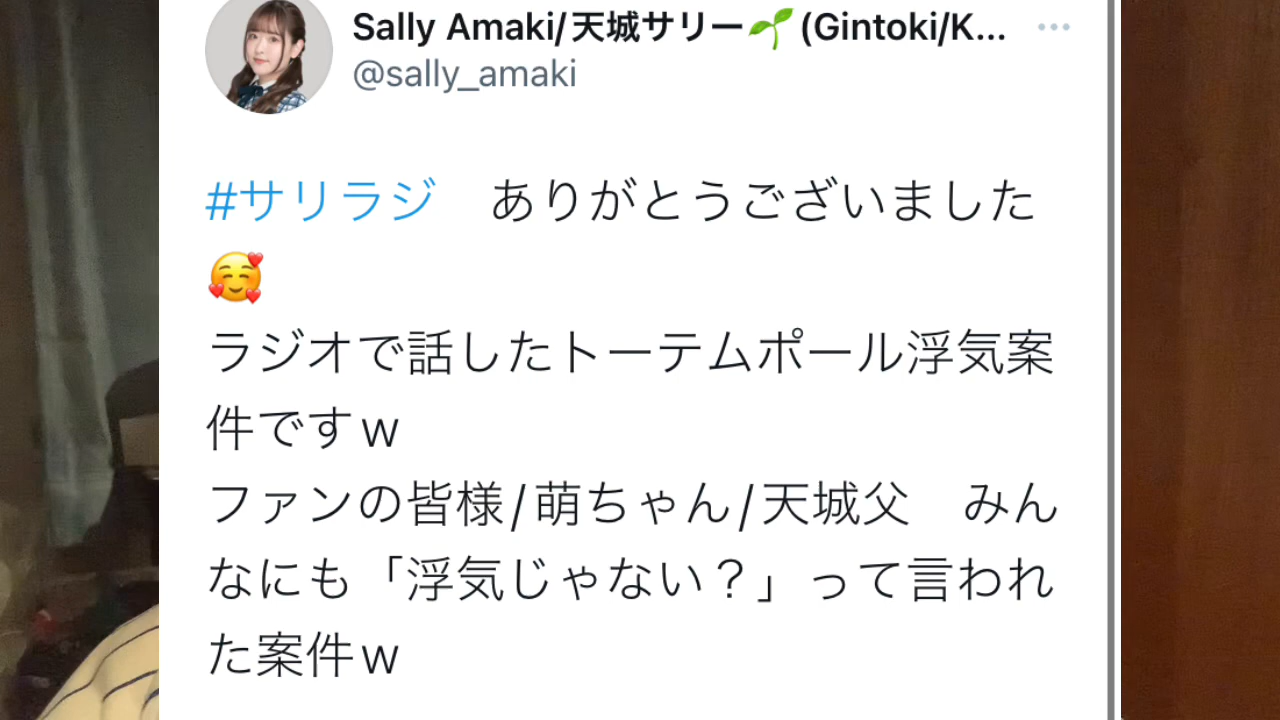 Sally Amaki/天城サリー🌱(Gintoki/K...
@sally_amaki
#サリラジ　ありがとうございました
🥰
ラジオで話したトーテムポール浮気案
件ですｗ
ファンの皆様/萌ちゃん/天城父　みん
なにも「浮気じゃない？」って言われ
た案件ｗ